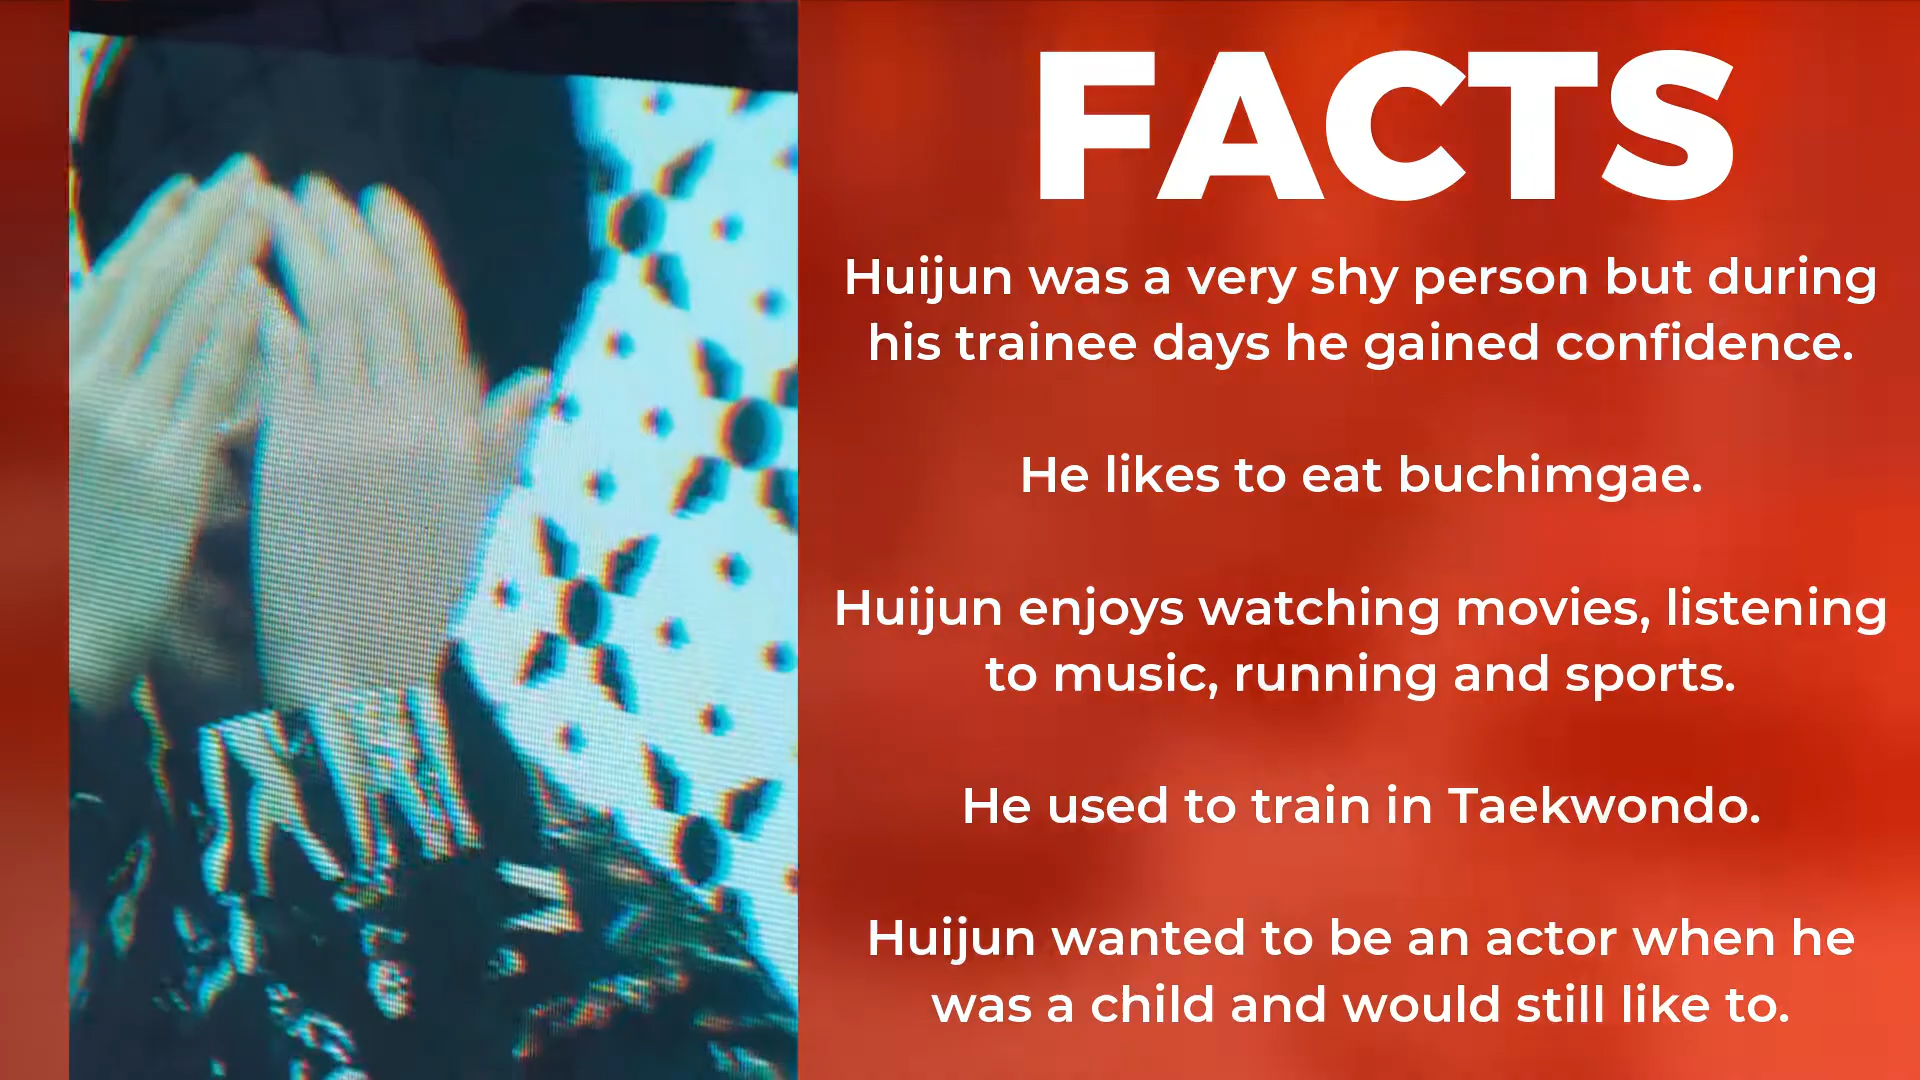 FACTS
Huijun was a very shy person but during
his trainee days he gained confidence.
He likes to eat buchimgae.
Huijun enjoys watching movies, listening
to music, running and sports.
He used to train in Taekwondo.
Huijun wanted to be an actor when he
was a child and would still like to.